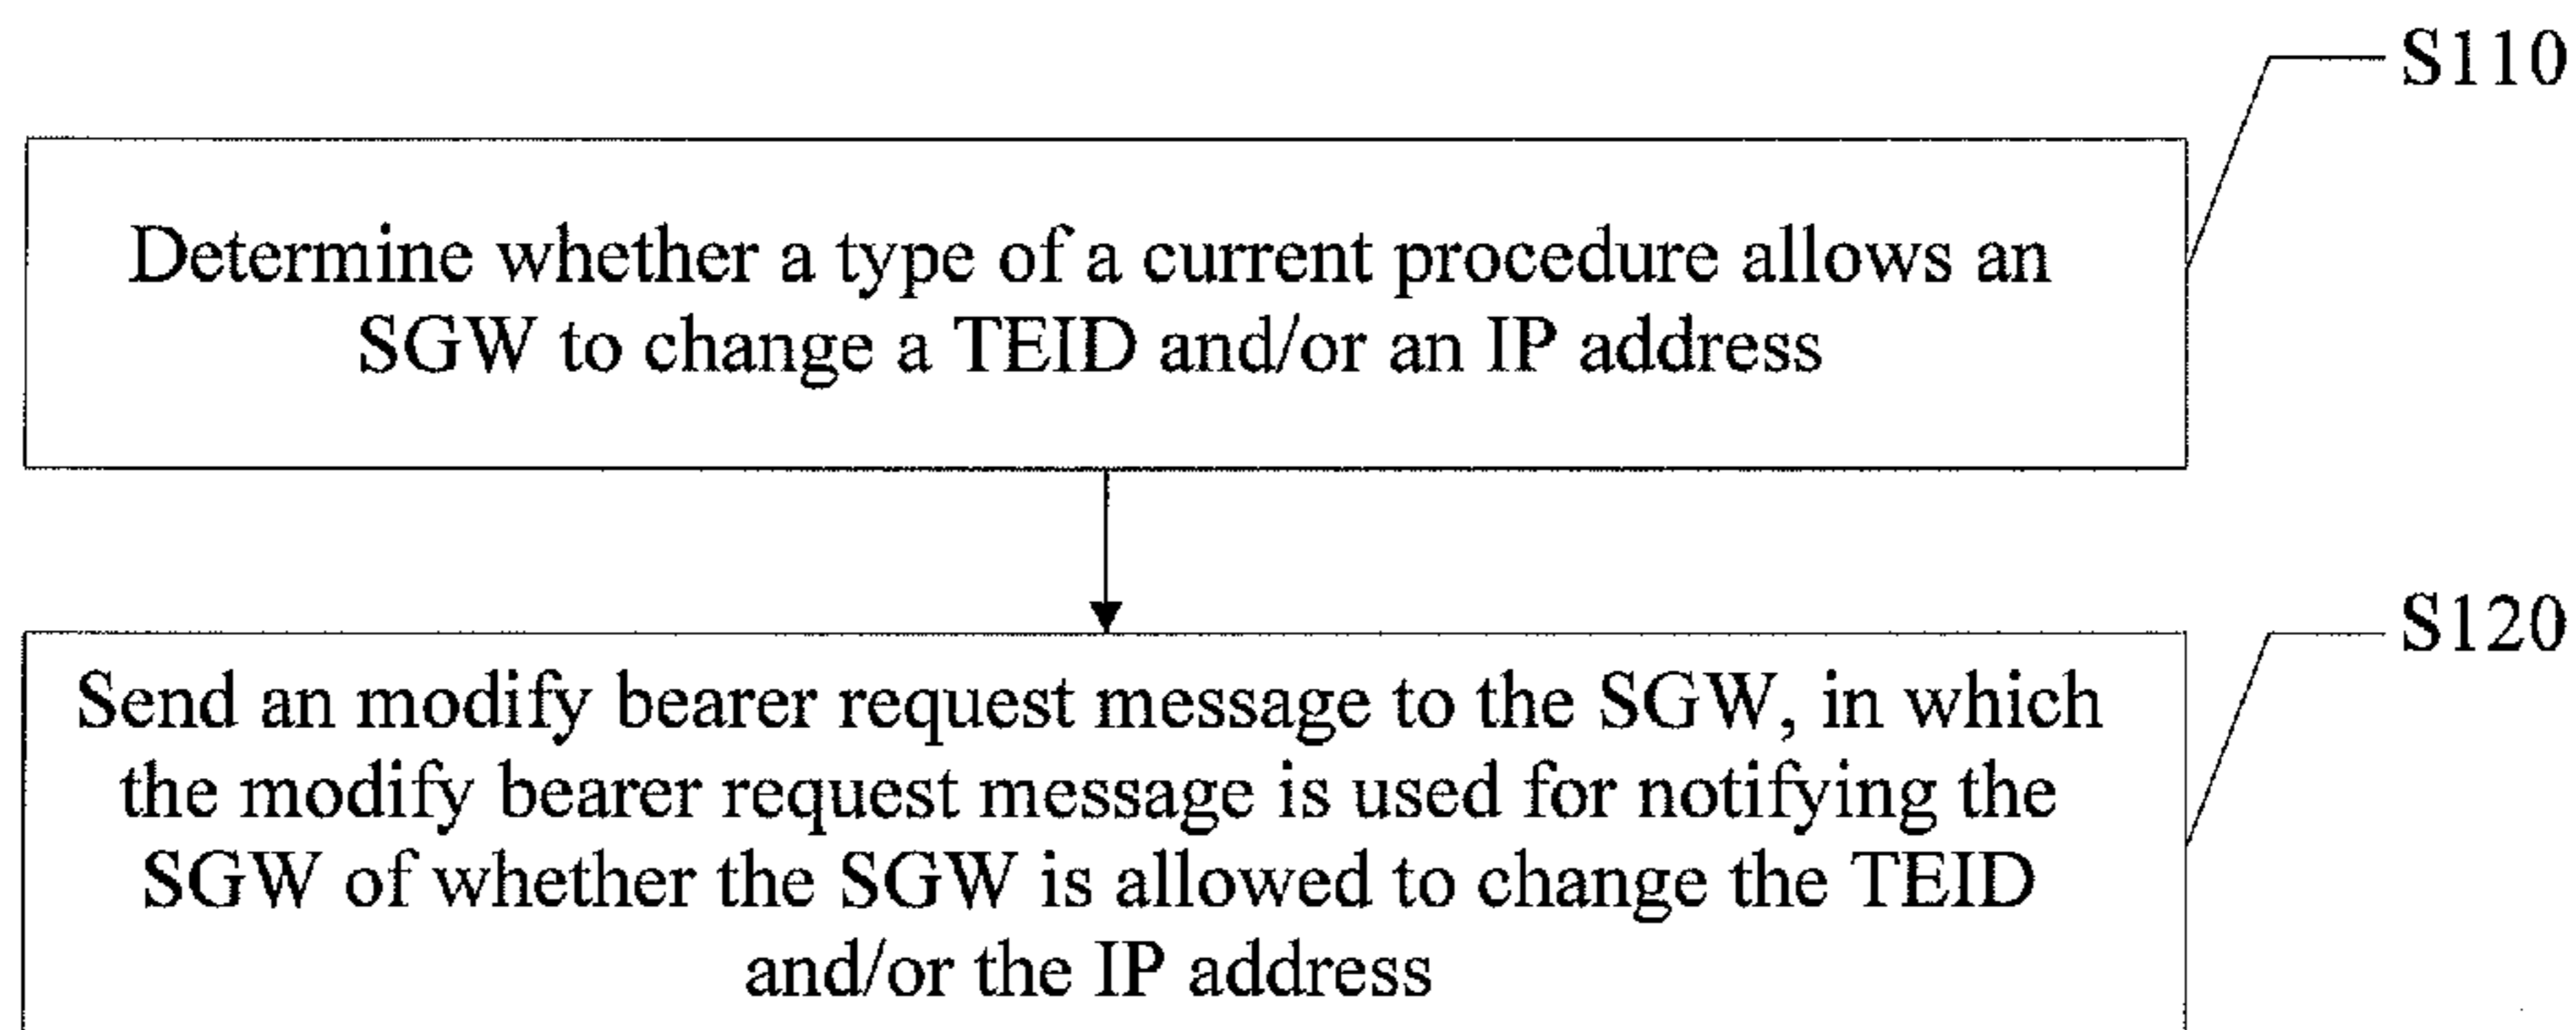 S110
Determine whether a type of a current procedure allows an
SGW to change a TEID and/or an IP address
S120
Send an modify bearer request message to the SGW, in which
the modify bearer request message is used for notifying the
SGW of whether the SGW is allowed to change the TEID
and/or the IP address